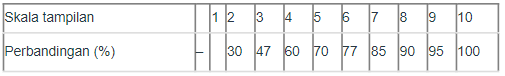 Skala tampilan 1 2 3 4 5 6 7 8 9 10
Perbandingan (%) – 30 47 60 70 77 85 90 95 100